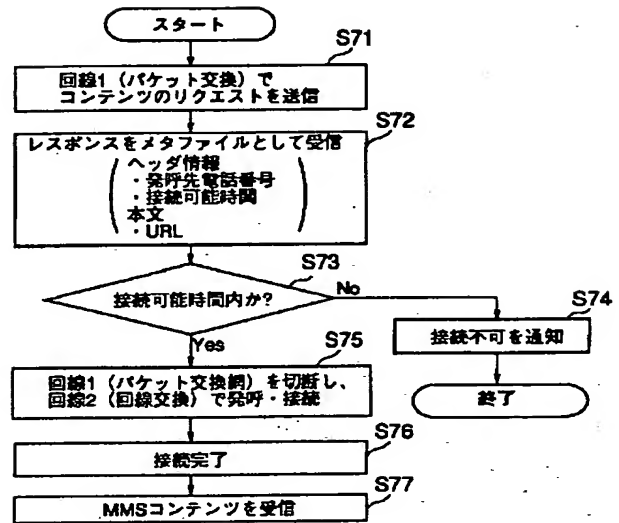 スタート
S71
回線1（パケット交換）で
コンテンツのリクエストを送信
S72
レスポンスをメタファイルとして受信
ヘッダ情報
・発呼先電話番号
・接続可能時間
本文
・URL
S73
接続可能時間内か?
No
S74
接続不可を通知
終了
Yes
S75
回線1（パケット交換網）を切断し、
回線2（回線交換）で発呼・接続
S76
接続完了
S77
MMSコンテンツを受信